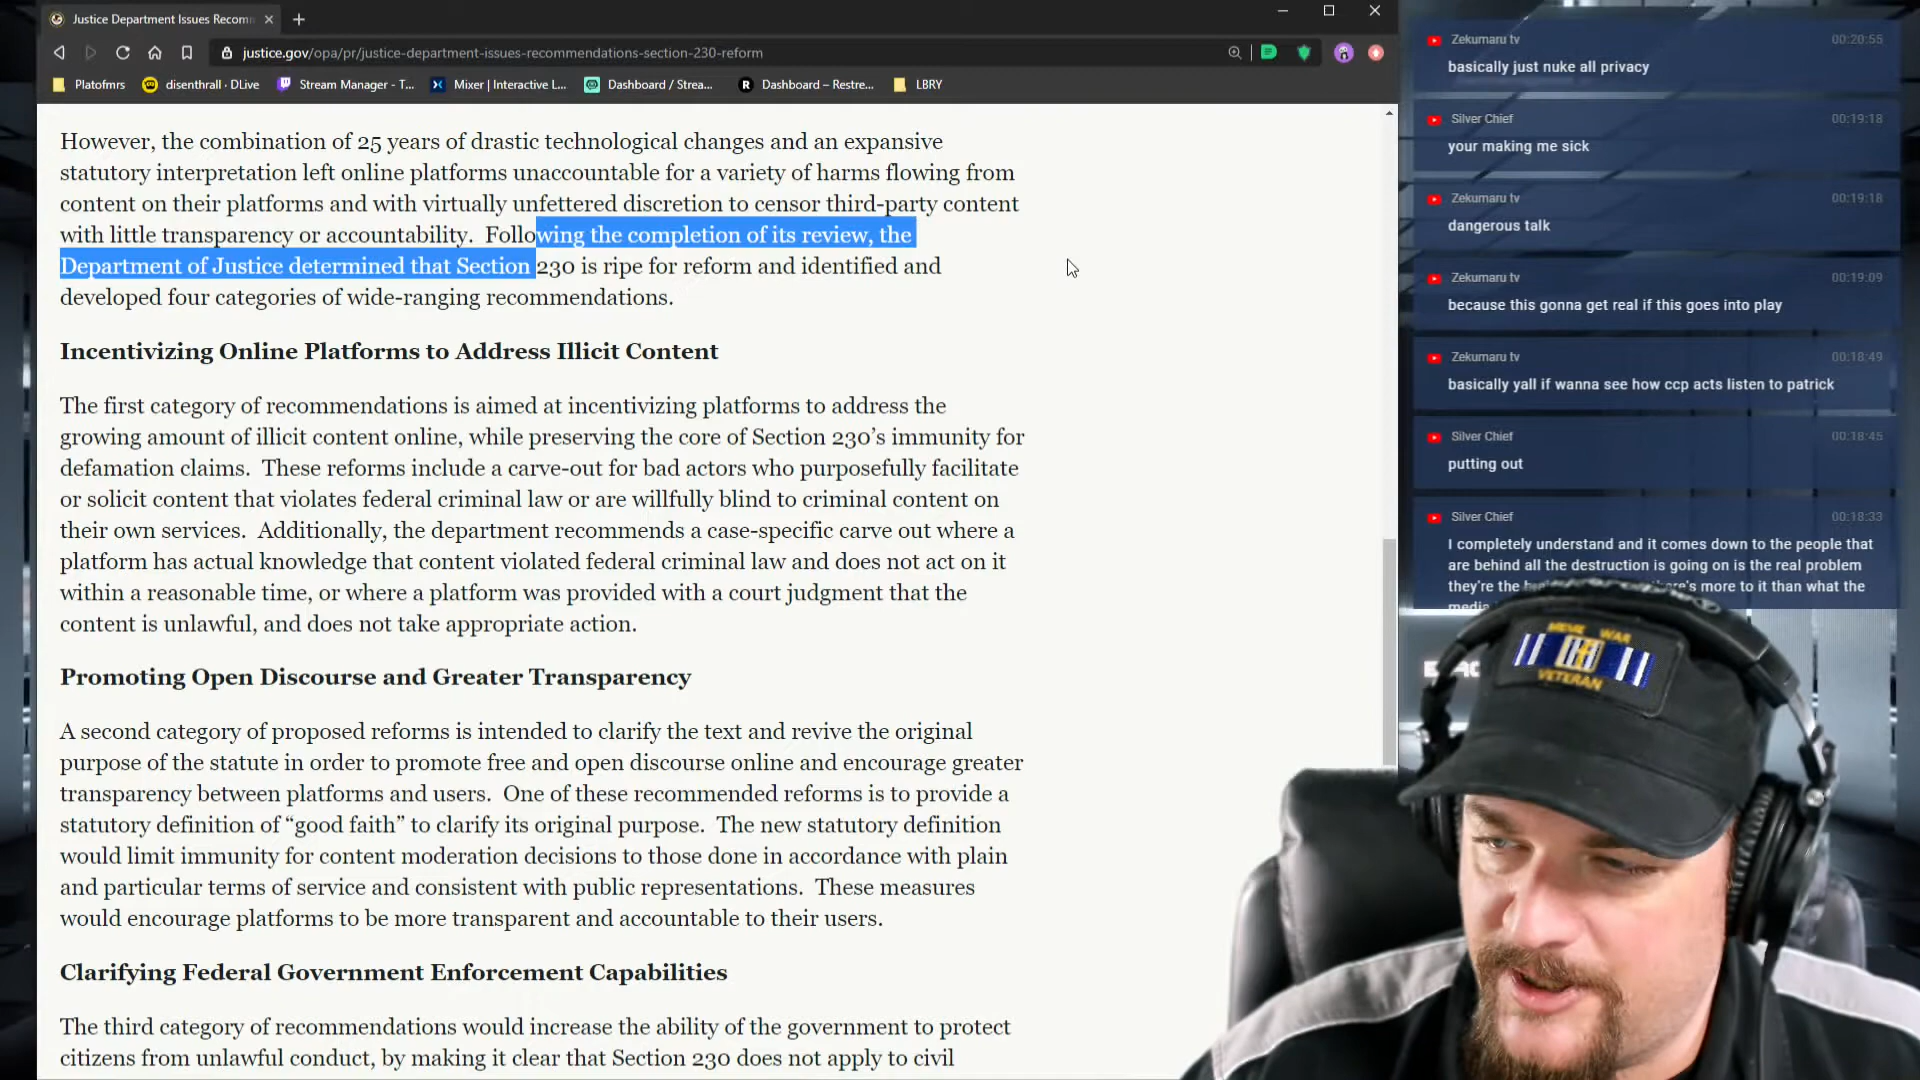 Justice Department Issues Recom
justice.gov/opa/pr/justice-department-issues-recommendations-section-230-reform
Platofmrs
disenthrall · DLive
Stream Manager - T...
Mixer | Interactive L...
Dashboard / Strea...
Dashboard – Restre...
LBRY
However, the combination of 25 years of drastic technological changes and an expansive
statutory interpretation left online platforms unaccountable for a variety of harms flowing from
content on their platforms and with virtually unfettered discretion to censor third-party content
with little transparency or accountability.  Following the completion of its review, the
Department of Justice determined that Section 230 is ripe for reform and identified and
developed four categories of wide-ranging recommendations.
Incentivizing Online Platforms to Address Illicit Content
The first category of recommendations is aimed at incentivizing platforms to address the
growing amount of illicit content online, while preserving the core of Section 230’s immunity for
defamation claims.  These reforms include a carve-out for bad actors who purposefully facilitate
or solicit content that violates federal criminal law or are willfully blind to criminal content on
their own services.  Additionally, the department recommends a case-specific carve out where a
platform has actual knowledge that content violated federal criminal law and does not act on it
within a reasonable time, or where a platform was provided with a court judgment that the
content is unlawful, and does not take appropriate action.
Promoting Open Discourse and Greater Transparency
A second category of proposed reforms is intended to clarify the text and revive the original
purpose of the statute in order to promote free and open discourse online and encourage greater
transparency between platforms and users.  One of these recommended reforms is to provide a
statutory definition of “good faith” to clarify its original purpose.  The new statutory definition
would limit immunity for content moderation decisions to those done in accordance with plain
and particular terms of service and consistent with public representations.  These measures
would encourage platforms to be more transparent and accountable to their users.
Clarifying Federal Government Enforcement Capabilities
The third category of recommendations would increase the ability of the government to protect
citizens from unlawful conduct, by making it clear that Section 230 does not apply to civil
Zekumaru tv 00:20:55
basically just nuke all privacy
Silver Chief 00:19:18
your making me sick
Zekumaru tv 00:19:18
dangerous talk
Zekumaru tv 00:19:09
because this gonna get real if this goes into play
Zekumaru tv 00:18:49
basically yall if wanna see how ccp acts listen to patrick
Silver Chief 00:18:45
putting out
Silver Chief 00:18:33
I completely understand and it comes down to the people that
are behind all the destruction is going on is the real problem
they're the more to it than what the
media
MEME WAR
VETERAN